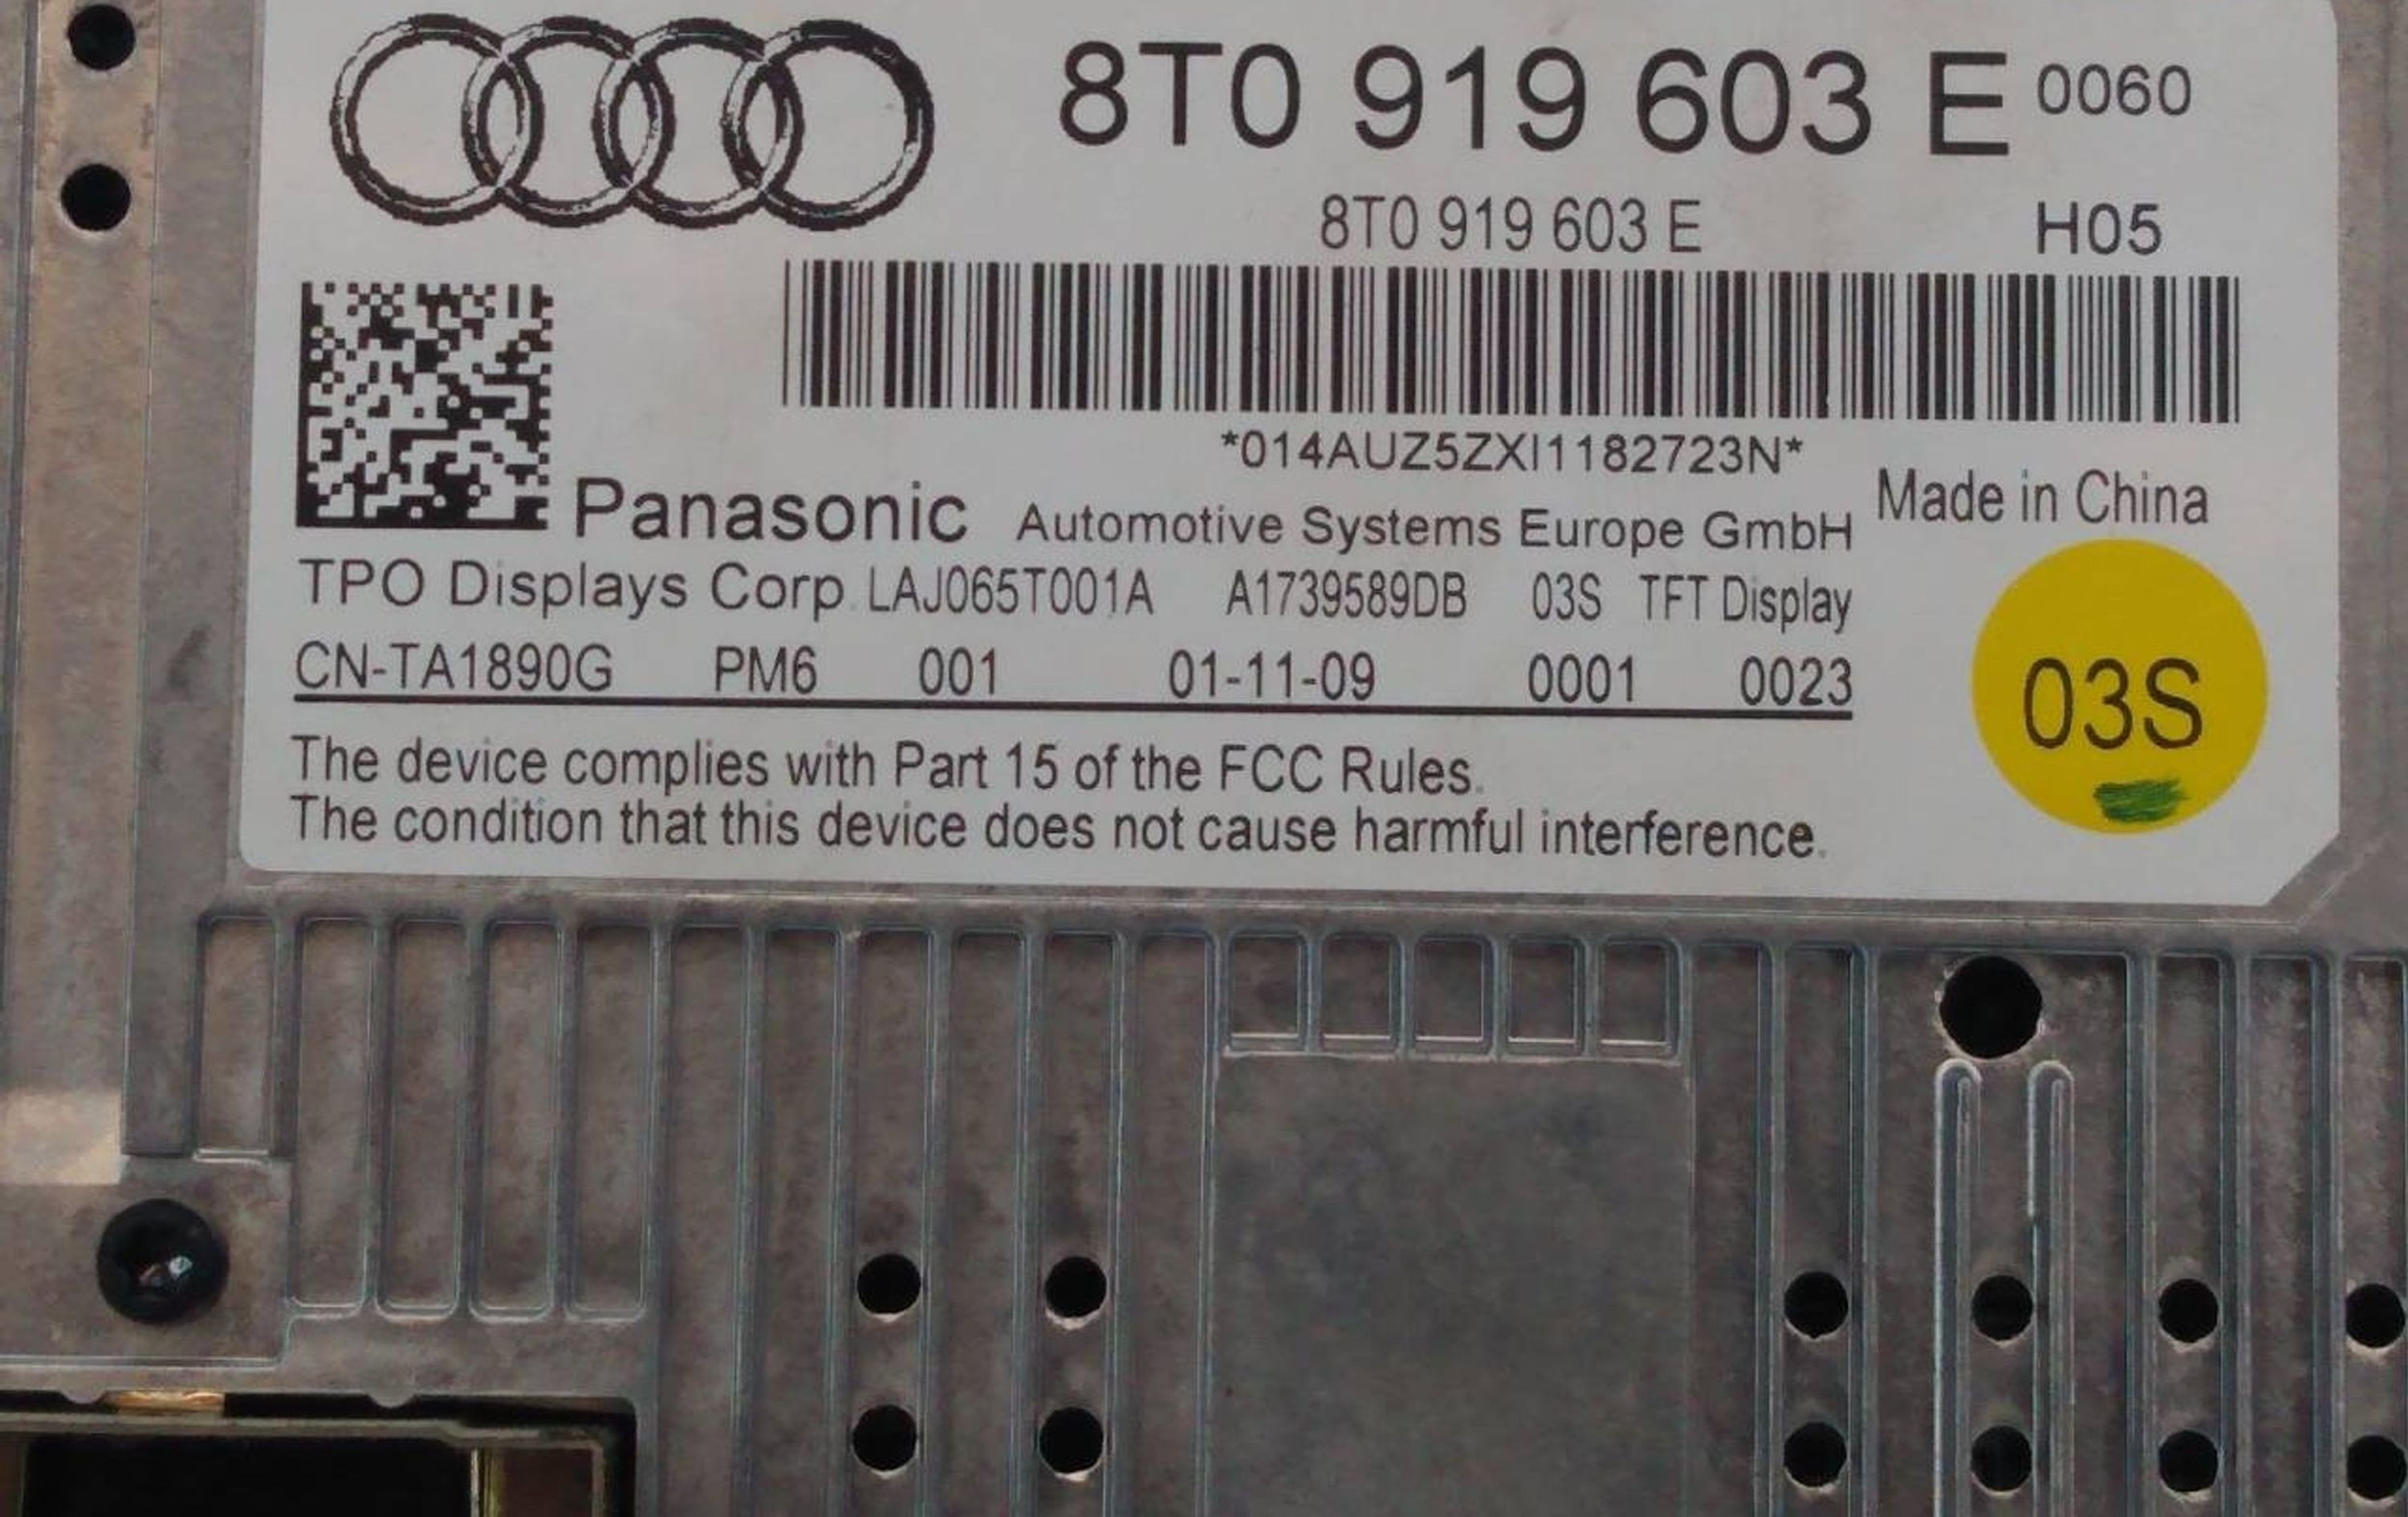 8T0 919 603 E 0060
8T0 919 603 E H05
*014AUZ5ZXI1182723N*
Panasonic Automotive Systems Europe GmbH Made in China
TPO Displays Corp. LAJ065T001A A1739589DB 03S TFT Display
CN-TA1890G PM6 001 01-11-09 0001 0023
03S
The device complies with Part 15 of the FCC Rules.
The condition that this device does not cause harmful interference.